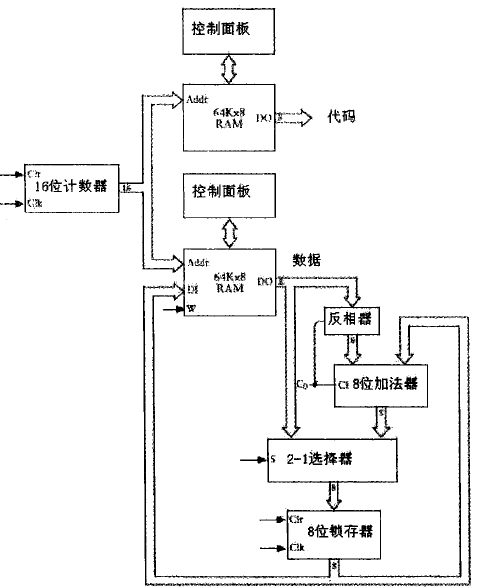 控制面板
Addr
64Kx8
RAM
DO
8
代码
Clr
16位计数器
16
Clk
控制面板
Addr
数据
64Kx8
RAM
DO
8
DI
W
反相器
8
C₀
CI 8位加法器
8
S 2-1选择器
8
Clr
8位锁存器
Clk
8